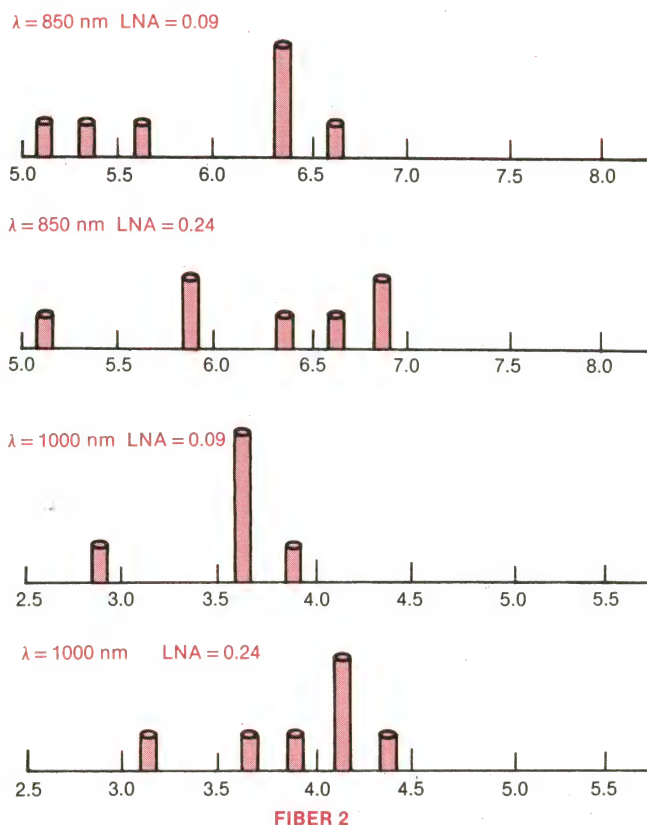 λ = 850 nm LNA = 0.09
5.0 5.5 6.0 6.5 7.0 7.5 8.0
λ = 850 nm LNA = 0.24
5.0 5.5 6.0 6.5 7.0 7.5 8.0
λ = 1000 nm LNA = 0.09
2.5 3.0 3.5 4.0 4.5 5.0 5.5
λ = 1000 nm LNA = 0.24
2.5 3.0 3.5 4.0 4.5 5.0 5.5
FIBER 2